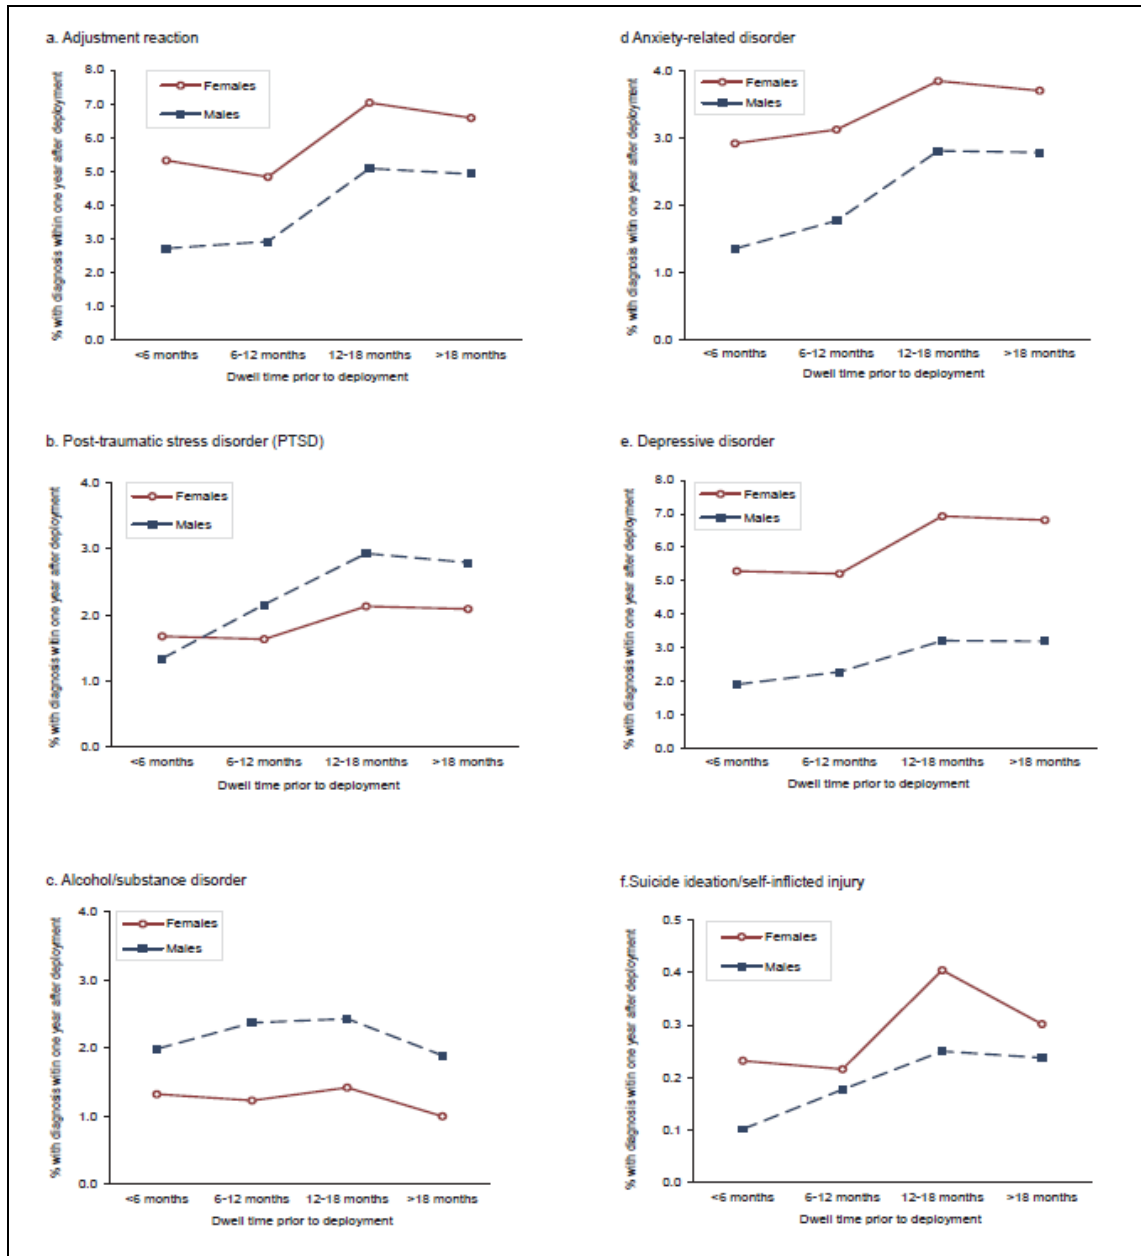 a. Adjustment reaction
% with diagnosis within one year after deployment
8.0
7.0
6.0
5.0
4.0
3.0
2.0
1.0
0.0
Females
Males
<6 months 6-12 months 12-18 months >18 months
Dwell time prior to deployment
d Anxiety-related disorder
% with diagnosis witin one year after deployment
4.0
3.0
2.0
1.0
0.0
Females
Males
<6 months 6-12 months 12-18 months >18 months
Dwell time prior to deployment
b. Post-traumatic stress disorder (PTSD)
% with diagnosis witin one year after deployment
4.0
3.0
2.0
1.0
0.0
Females
Males
<6 months 6-12 months 12-18 months >18 months
Dwell time prior to deployment
e. Depressive disorder
% with diagnosis witin one year after deployment
8.0
7.0
6.0
5.0
4.0
3.0
2.0
1.0
0.0
Females
Males
<6 months 6-12 months 12-18 months >18 months
Dwell time prior to deployment
c. Alcohol/substance disorder
% with diagnosis witin one year after deployment
4.0
3.0
2.0
1.0
0.0
Females
Males
<6 months 6-12 months 12-18 months >18 months
Dwell time prior to deployment
f.Suicide ideation/self-inflicted injury
% with diagnosis witin one year after deployment
0.5
0.4
0.3
0.2
0.1
0.0
Females
Males
<6 months 6-12 months 12-18 months >18 months
Dwell time prior to deployment